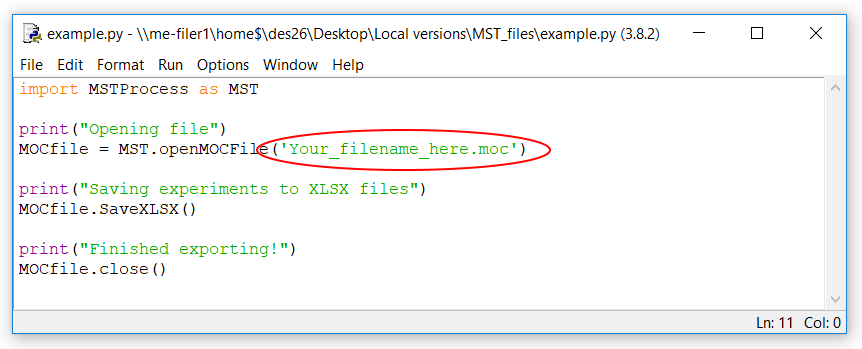 example.py - \\me-filer1\home$\des26\Desktop\Local versions\MST_files\example.py (3.8.2)
File Edit Format Run Options Window Help
import MSTProcess as MST
print("Opening file")
MOCfile = MST.openMOCFile('Your_filename_here.moc')
print("Saving experiments to XLSX files")
MOCfile.SaveXLSX()
print("Finished exporting!")
MOCfile.close()
Ln: 11 Col: 0